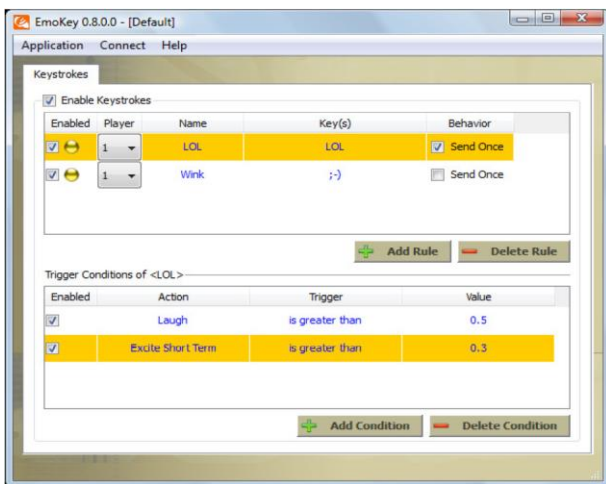 EmoKey 0.8.0.0 - [Default]
Application Connect Help
Keystrokes
Enable Keystrokes
Enabled Player Name Key(s) Behavior
1 LOL LOL Send Once
1 Wink ;-) Send Once
Add Rule Delete Rule
Trigger Conditions of <LOL>
Enabled Action Trigger Value
Laugh is greater than 0.5
Excite Short Term is greater than 0.3
Add Condition Delete Condition